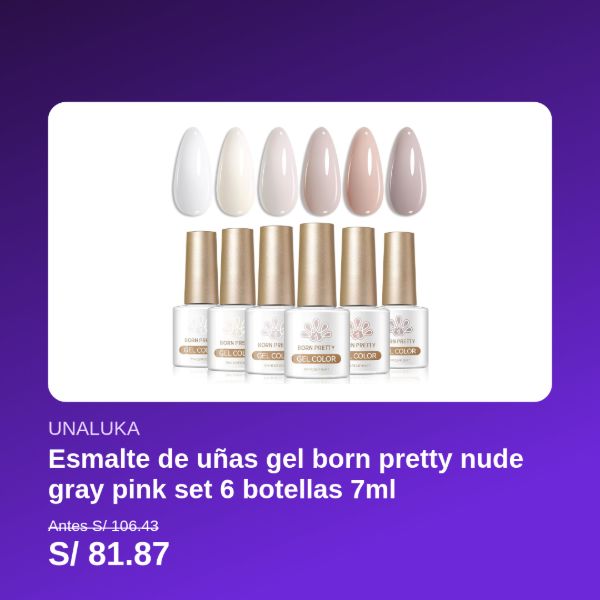 BORN PRETTY
GEL COLOR
UNALUKA
Esmalte de uñas gel born pretty nude
gray pink set 6 botellas 7ml
Antes S/ 106.43
S/ 81.87